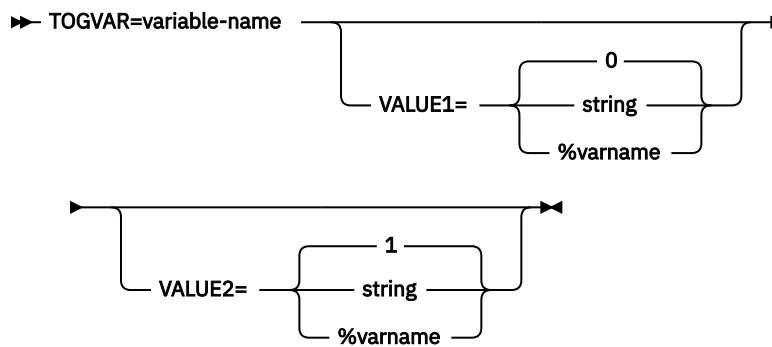 TOGVAR=variable-name
0
VALUE1= string
%varname
1
VALUE2= string
%varname